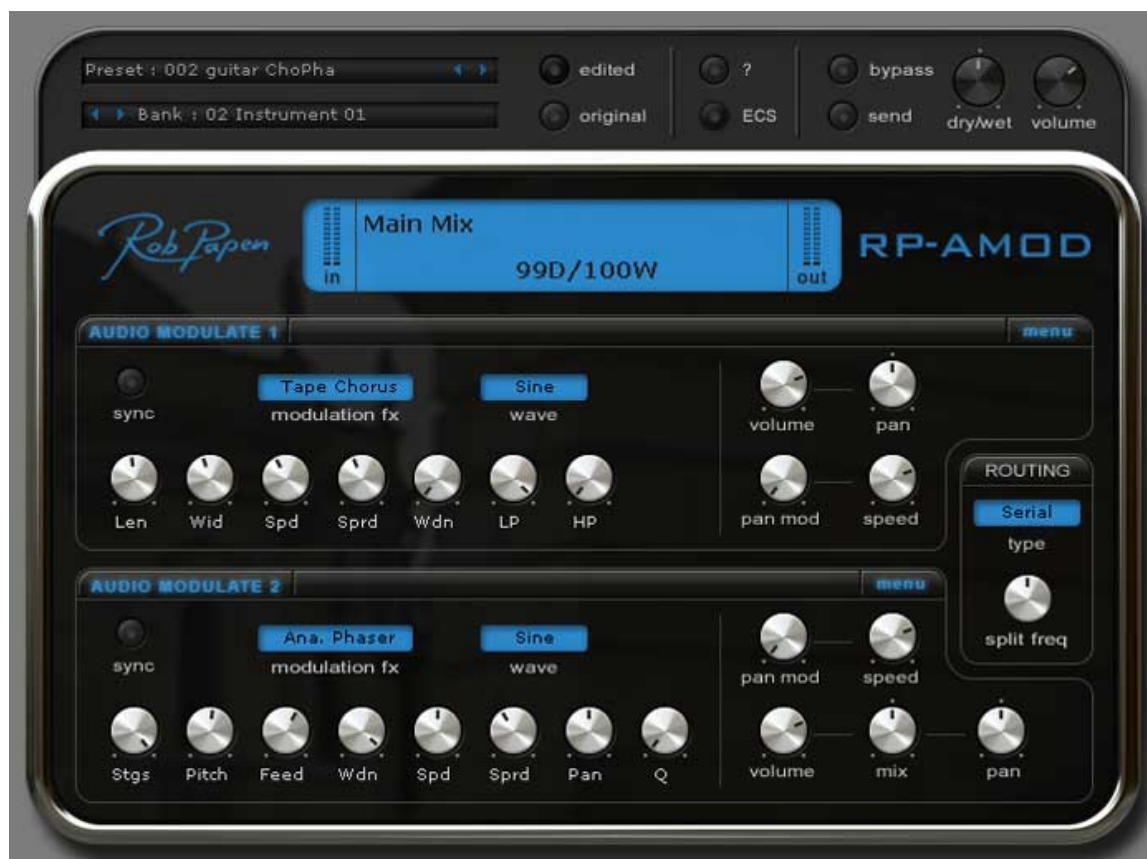 Preset : 002 guitar ChoPha
edited
?
bypass
Bank : 02 Instrument 01
original
ECS
send
dry/wet
volume
Rob Papen
in
Main Mix
99D/100W
out
RP-AMOD
AUDIO MODULATE 1
menu
sync
Tape Chorus
modulation fx
Sine
wave
volume
pan
Len
Wid
Spd
Sprd
Wdn
LP
HP
pan mod
speed
ROUTING
Serial
type
split freq
AUDIO MODULATE 2
menu
sync
Ana. Phaser
modulation fx
Sine
wave
pan mod
speed
Stgs
Pitch
Feed
Wdn
Spd
Sprd
Pan
Q
volume
mix
pan